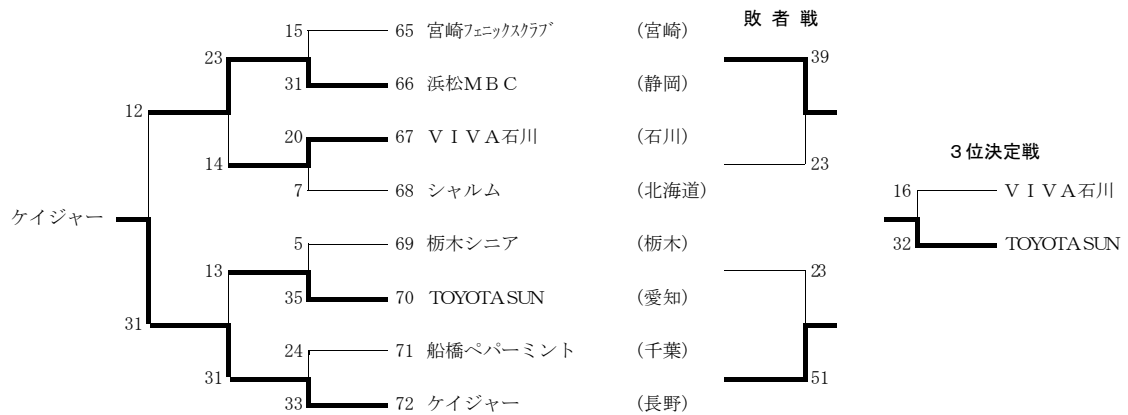 敗 者 戦
15 65 宮崎フェニックスクラブ (宮崎)
23 39
31 66 浜松MBC (静岡)
12
20 67 VIVA石川 (石川)
14 23
3位決定戦
7 68 シャルム (北海道)
16 VIVA石川
ケイジャー
5 69 栃木シニア (栃木)
32 TOYOTA SUN
13 23
35 70 TOYOTA SUN (愛知)
31
24 71 船橋ペパーミント (千葉)
31 51
33 72 ケイジャー (長野)